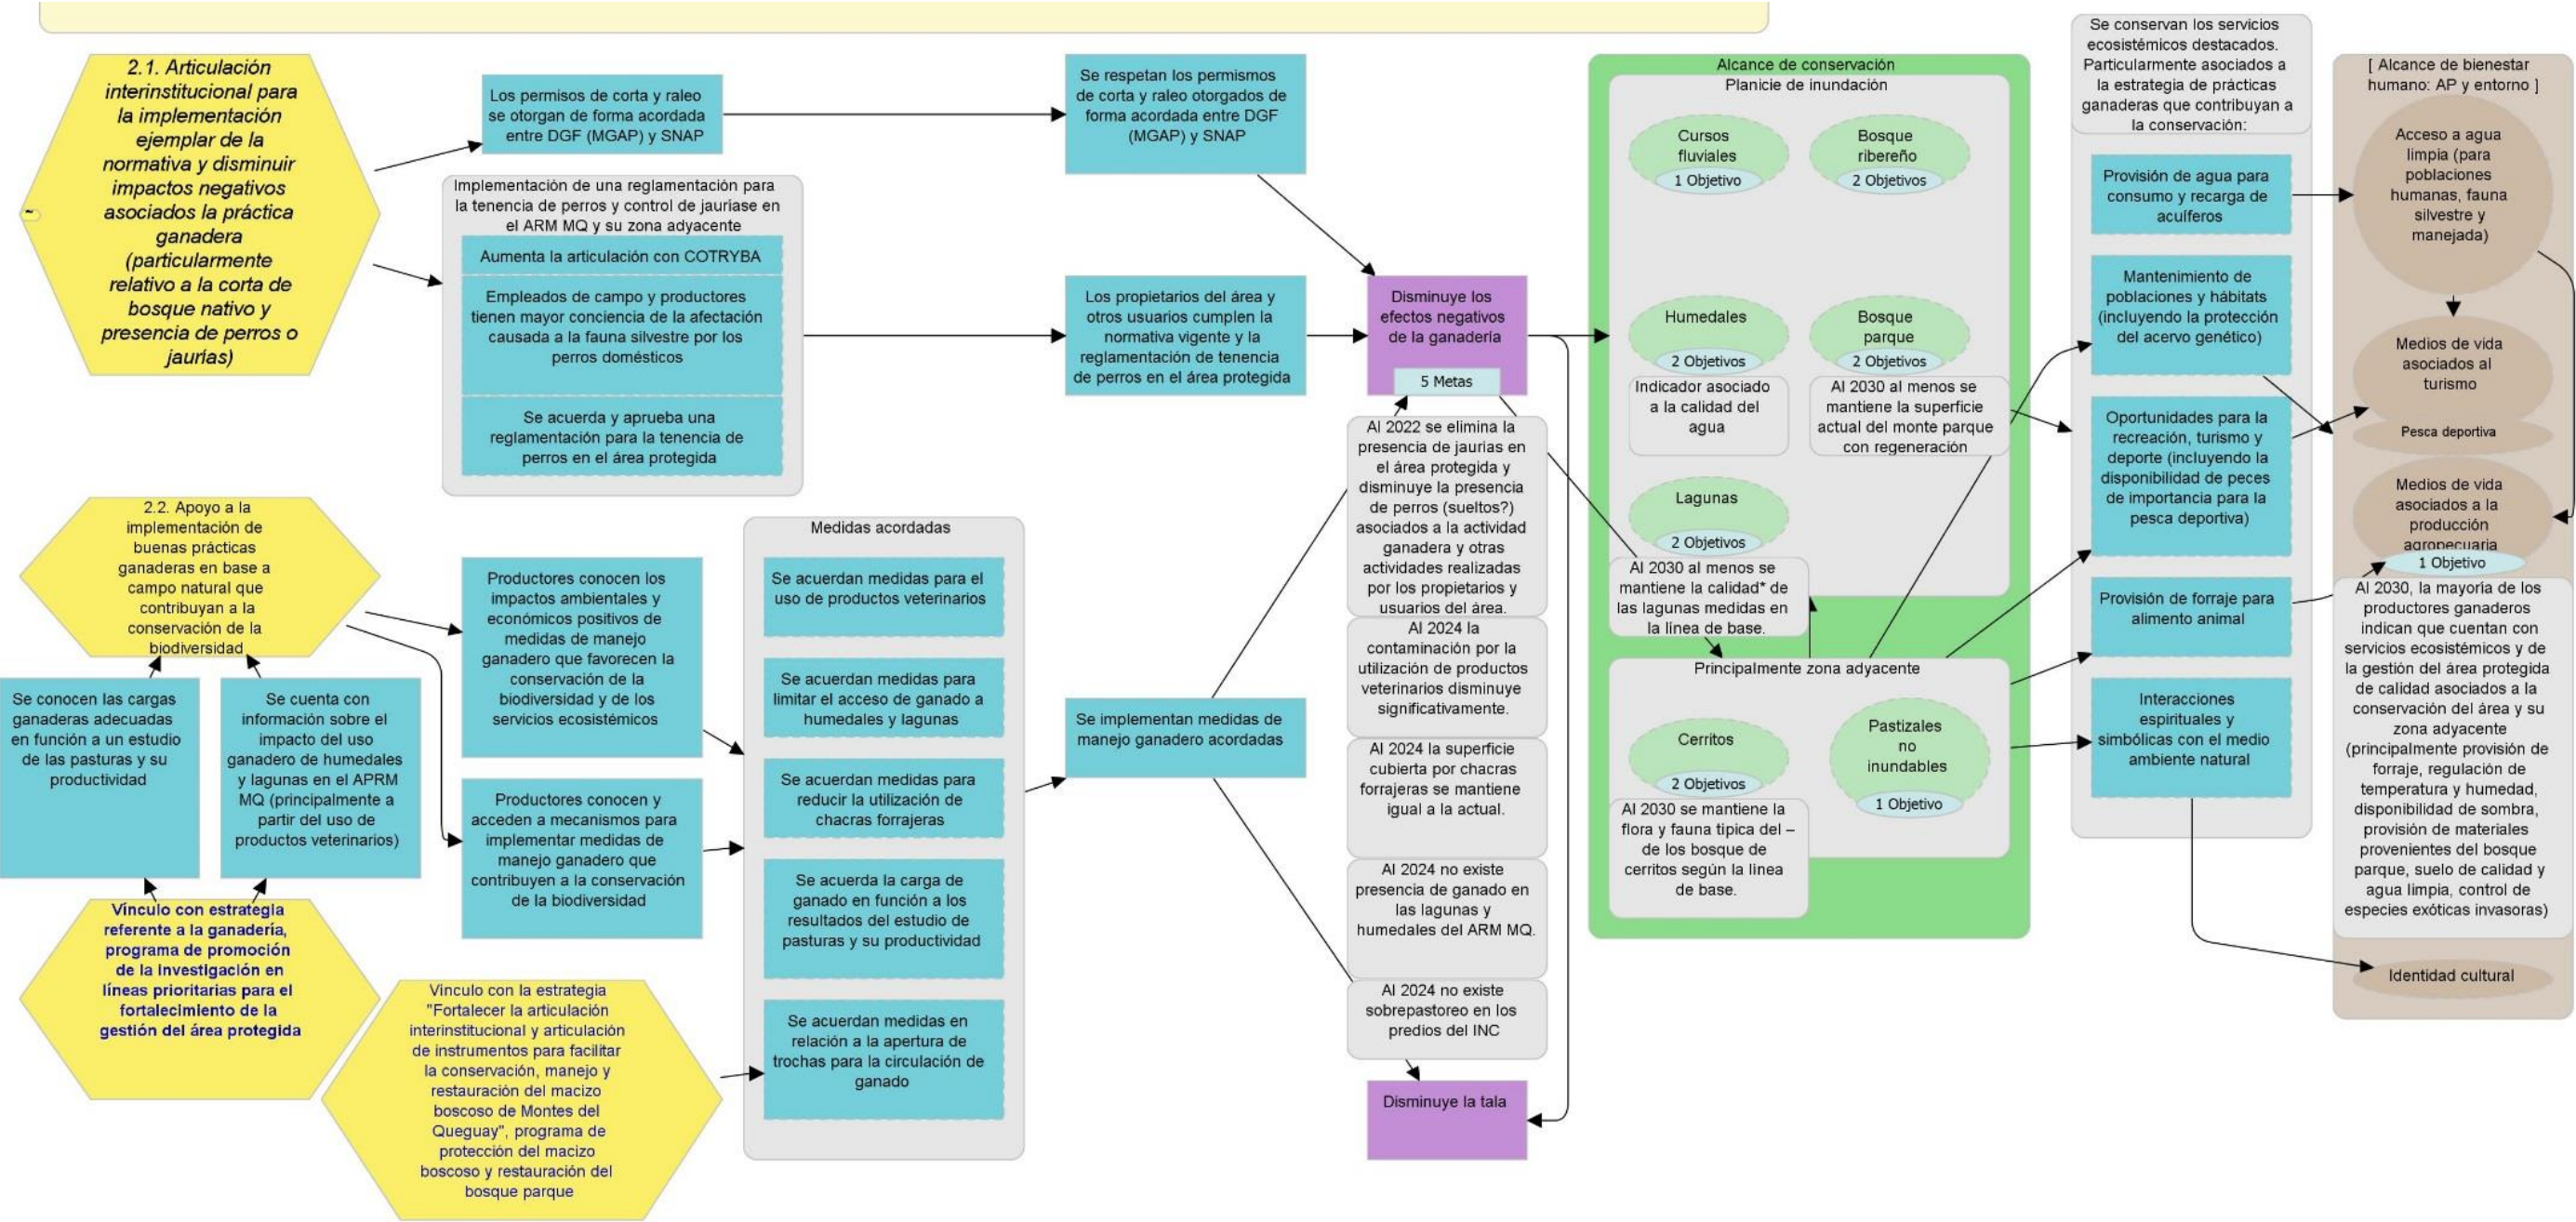 2.1. Articulación
interinstitucional para
la implementación
ejemplar de la
normativa y disminuir
impactos negativos
asociados la práctica
ganadera
(particularmente
relativo a la corta de
bosque nativo y
presencia de perros o
jaurías)
~
Los permisos de corta y raleo
se otorgan de forma acordada
entre DGF (MGAP) y SNAP
Se respetan los permismos
de corta y raleo otorgados de
forma acordada entre DGF
(MGAP) y SNAP
Implementación de una reglamentación para
la tenencia de perros y control de jauríase en
el ARM MQ y su zona adyacente
Aumenta la articulación con COTRYBA
Empleados de campo y productores
tienen mayor conciencia de la afectación
causada a la fauna silvestre por los
perros domésticos
Se acuerda y aprueba una
reglamentación para la tenencia de
perros en el área protegida
Los propietarios del área y
otros usuarios cumplen la
normativa vigente y la
reglamentación de tenencia
de perros en el área protegida
Disminuye los
efectos negativos
de la ganadería
5 Metas
2.2. Apoyo a la
implementación de
buenas prácticas
ganaderas en base a
campo natural que
contribuyan a la
conservación de la
biodiversidad
Se conocen las cargas
ganaderas adecuadas
en función a un estudio
de las pasturas y su
productividad
Se cuenta con
información sobre el
impacto del uso
ganadero de humedales
y lagunas en el APRM
MQ (principalmente a
partir del uso de
productos veterinarios)
Vínculo con estrategia
referente a la ganadería,
programa de promoción
de la investigación en
líneas prioritarias para el
fortalecimiento de la
gestión del área protegida
Vinculo con la estrategia
"Fortalecer la articulación
interinstitucional y articulación
de instrumentos para facilitar
la conservación, manejo y
restauración del macizo
boscoso de Montes del
Queguay", programa de
protección del macizo
boscoso y restauración del
bosque parque
Productores conocen los
impactos ambientales y
económicos positivos de
medidas de manejo
ganadero que favorecen la
conservación de la
biodiversidad y de los
servicios ecosistémicos
Productores conocen y
acceden a mecanismos para
implementar medidas de
manejo ganadero que
contribuyen a la conservación
de la biodiversidad
Medidas acordadas
Se acuerdan medidas para el
uso de productos veterinarios
Se acuerdan medidas para
limitar el acceso de ganado a
humedales y lagunas
Se acuerdan medidas para
reducir la utilización de
chacras forrajeras
Se acuerda la carga de
ganado en función a los
resultados del estudio de
pasturas y su productividad
Se acuerdan medidas en
relación a la apertura de
trochas para la circulación de
ganado
Se implementan medidas de
manejo ganadero acordadas
Al 2022 se elimina la
presencia de jaurías en
el área protegida y
disminuye la presencia
de perros (sueltos?)
asociados a la actividad
ganadera y otras
actividades realizadas
por los propietarios y
usuarios del área.
Al 2024 la
contaminación por la
utilización de productos
veterinarios disminuye
significativamente.
Al 2024 la superficie
cubierta por chacras
forrajeras se mantiene
igual a la actual.
Al 2024 no existe
presencia de ganado en
las lagunas y
humedales del ARM MQ.
Al 2024 no existe
sobrepastoreo en los
predios del INC
Disminuye la tala
Alcance de conservación
Planicie de inundación
Cursos
fluviales
1 Objetivo
Bosque
ribereño
2 Objetivos
Humedales
2 Objetivos
Indicador asociado
a la calidad del
agua
Bosque
parque
2 Objetivos
Al 2030 al menos se
mantiene la superficie
actual del monte parque
con regeneración
Lagunas
2 Objetivos
Al 2030 al menos se
mantiene la calidad* de
las lagunas medidas en
la línea de base.
Principalmente zona adyacente
Cerritos
2 Objetivos
Al 2030 se mantiene la
flora y fauna tipica del –
de los bosque de
cerritos según la línea
de base.
Pastizales
no
inundables
1 Objetivo
Se conservan los servicios
ecosistémicos destacados.
Particularmente asociados a
la estrategia de prácticas
ganaderas que contribuyan a
la conservación:
Provisión de agua para
consumo y recarga de
acuíferos
Mantenimiento de
poblaciones y hábitats
(incluyendo la protección
del acervo genético)
Oportunidades para la
recreación, turismo y
deporte (incluyendo la
disponibilidad de peces
de importancia para la
pesca deportiva)
Provisión de forraje para
alimento animal
Interacciones
espirituales y
simbólicas con el medio
ambiente natural
[ Alcance de bienestar
humano: AP y entorno ]
Acceso a agua
limpia (para
poblaciones
humanas, fauna
silvestre y
manejada)
Medios de vida
asociados al
turismo
Pesca deportiva
Medios de vida
asociados a la
producción
agropecuaria
1 Objetivo
Al 2030, la mayoría de los
productores ganaderos
indican que cuentan con
servicios ecosistémicos y de
la gestión del área protegida
de calidad asociados a la
conservación del área y su
zona adyacente
(principalmente provisión de
forraje, regulación de
temperatura y humedad,
disponibilidad de sombra,
provisión de materiales
provenientes del bosque
parque, suelo de calidad y
agua limpia, control de
especies exóticas invasoras)
Identidad cultural